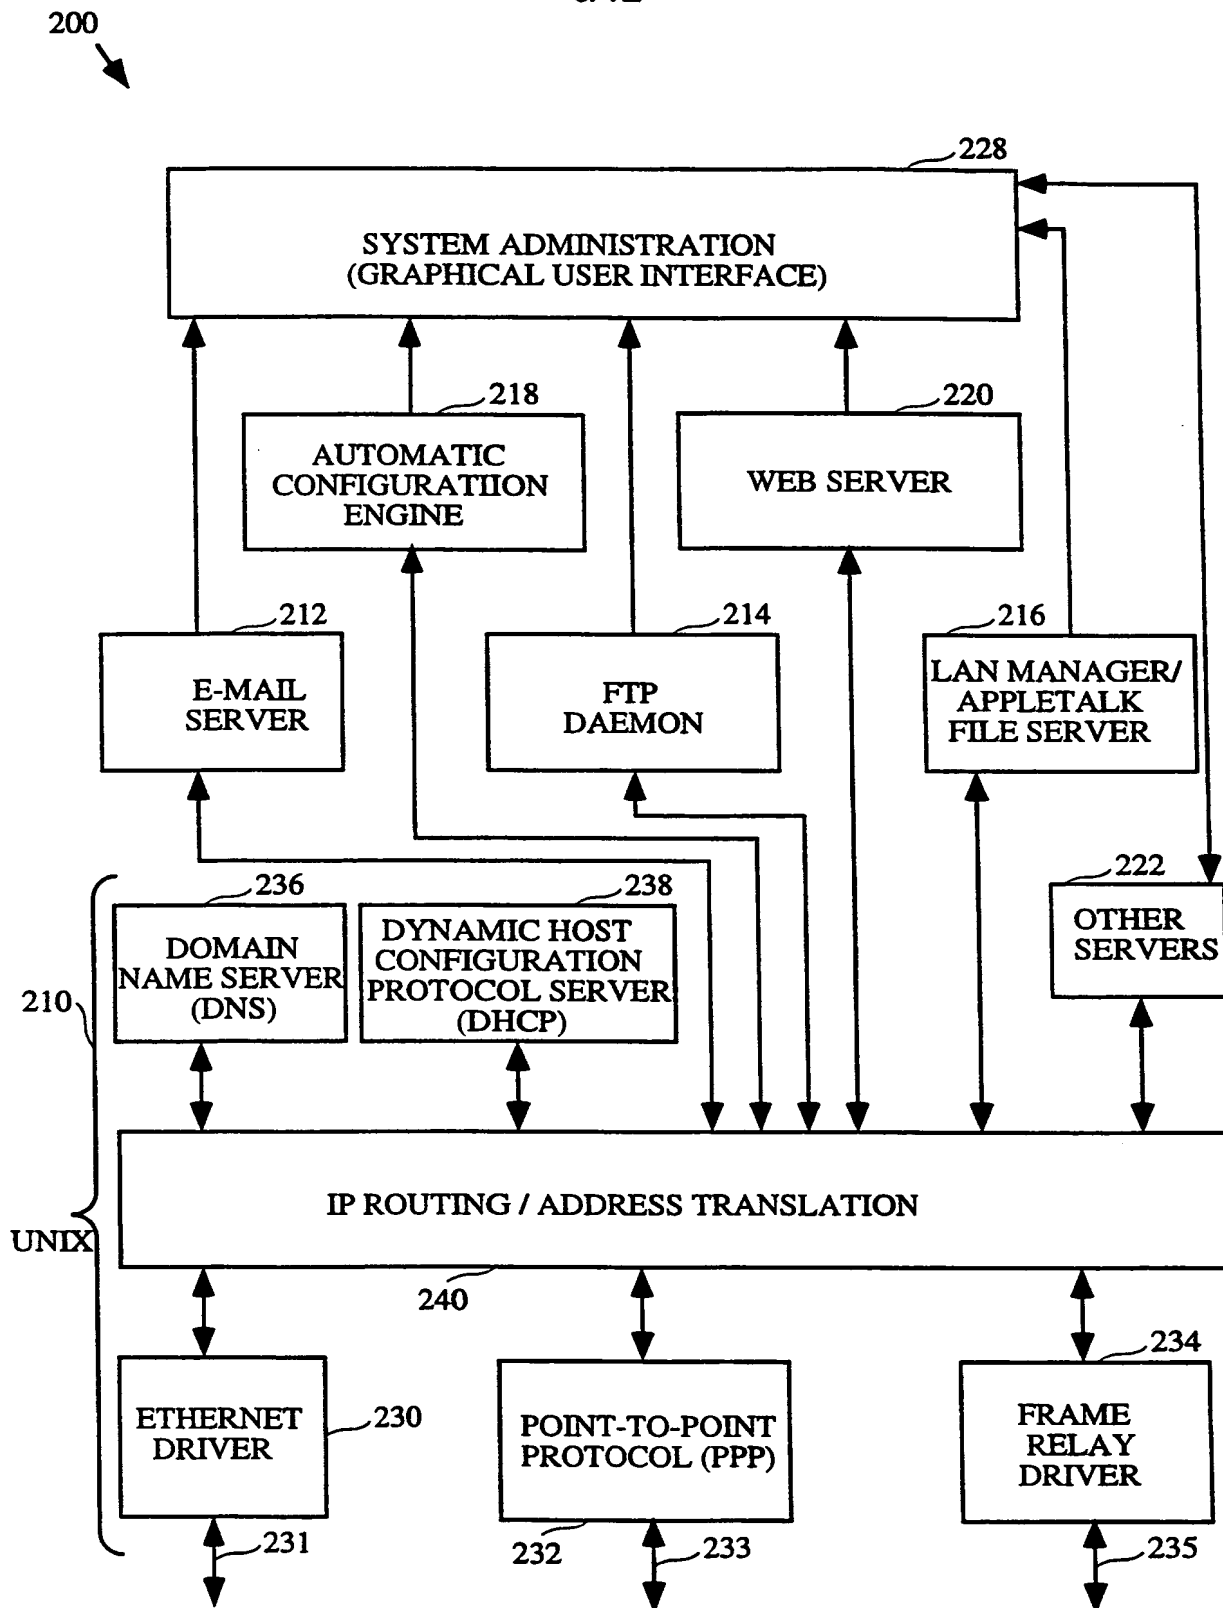 200
228
SYSTEM ADMINISTRATION
(GRAPHICAL USER INTERFACE)
218
220
AUTOMATIC
CONFIGURATIION
ENGINE
WEB SERVER
212
214
216
E-MAIL
SERVER
FTP
DAEMON
LAN MANAGER/
APPLETALK
FILE SERVER
236
238
222
DOMAIN
NAME SERVER
(DNS)
DYNAMIC HOST
CONFIGURATION
PROTOCOL SERVER
(DHCP)
OTHER
SERVERS
210
IP ROUTING / ADDRESS TRANSLATION
UNIX
240
234
ETHERNET
DRIVER
230
POINT-TO-POINT
PROTOCOL (PPP)
FRAME
RELAY
DRIVER
231
232
233
235